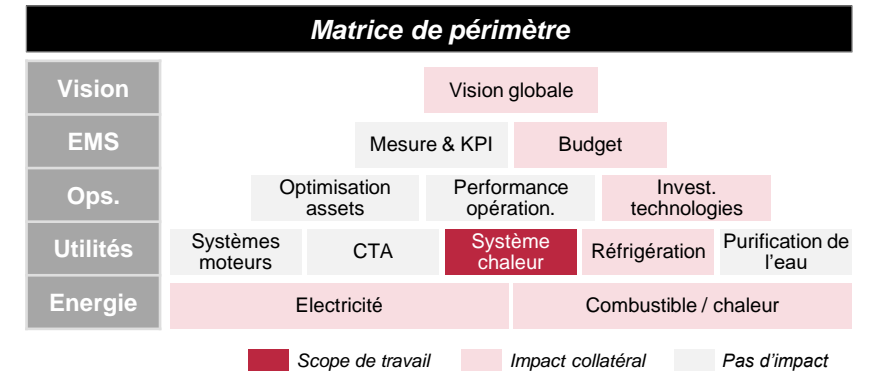 Matrice de périmètre
Vision
Vision globale
EMS
Mesure & KPI
Budget
Ops.
Optimisation
assets
Performance
opération.
Invest.
technologies
Utilités
Systèmes
moteurs
CTA
Système
chaleur
Réfrigération
Purification de
l'eau
Energie
Electricité
Combustible / chaleur
Scope de travail
Impact collatéral
Pas d'impact